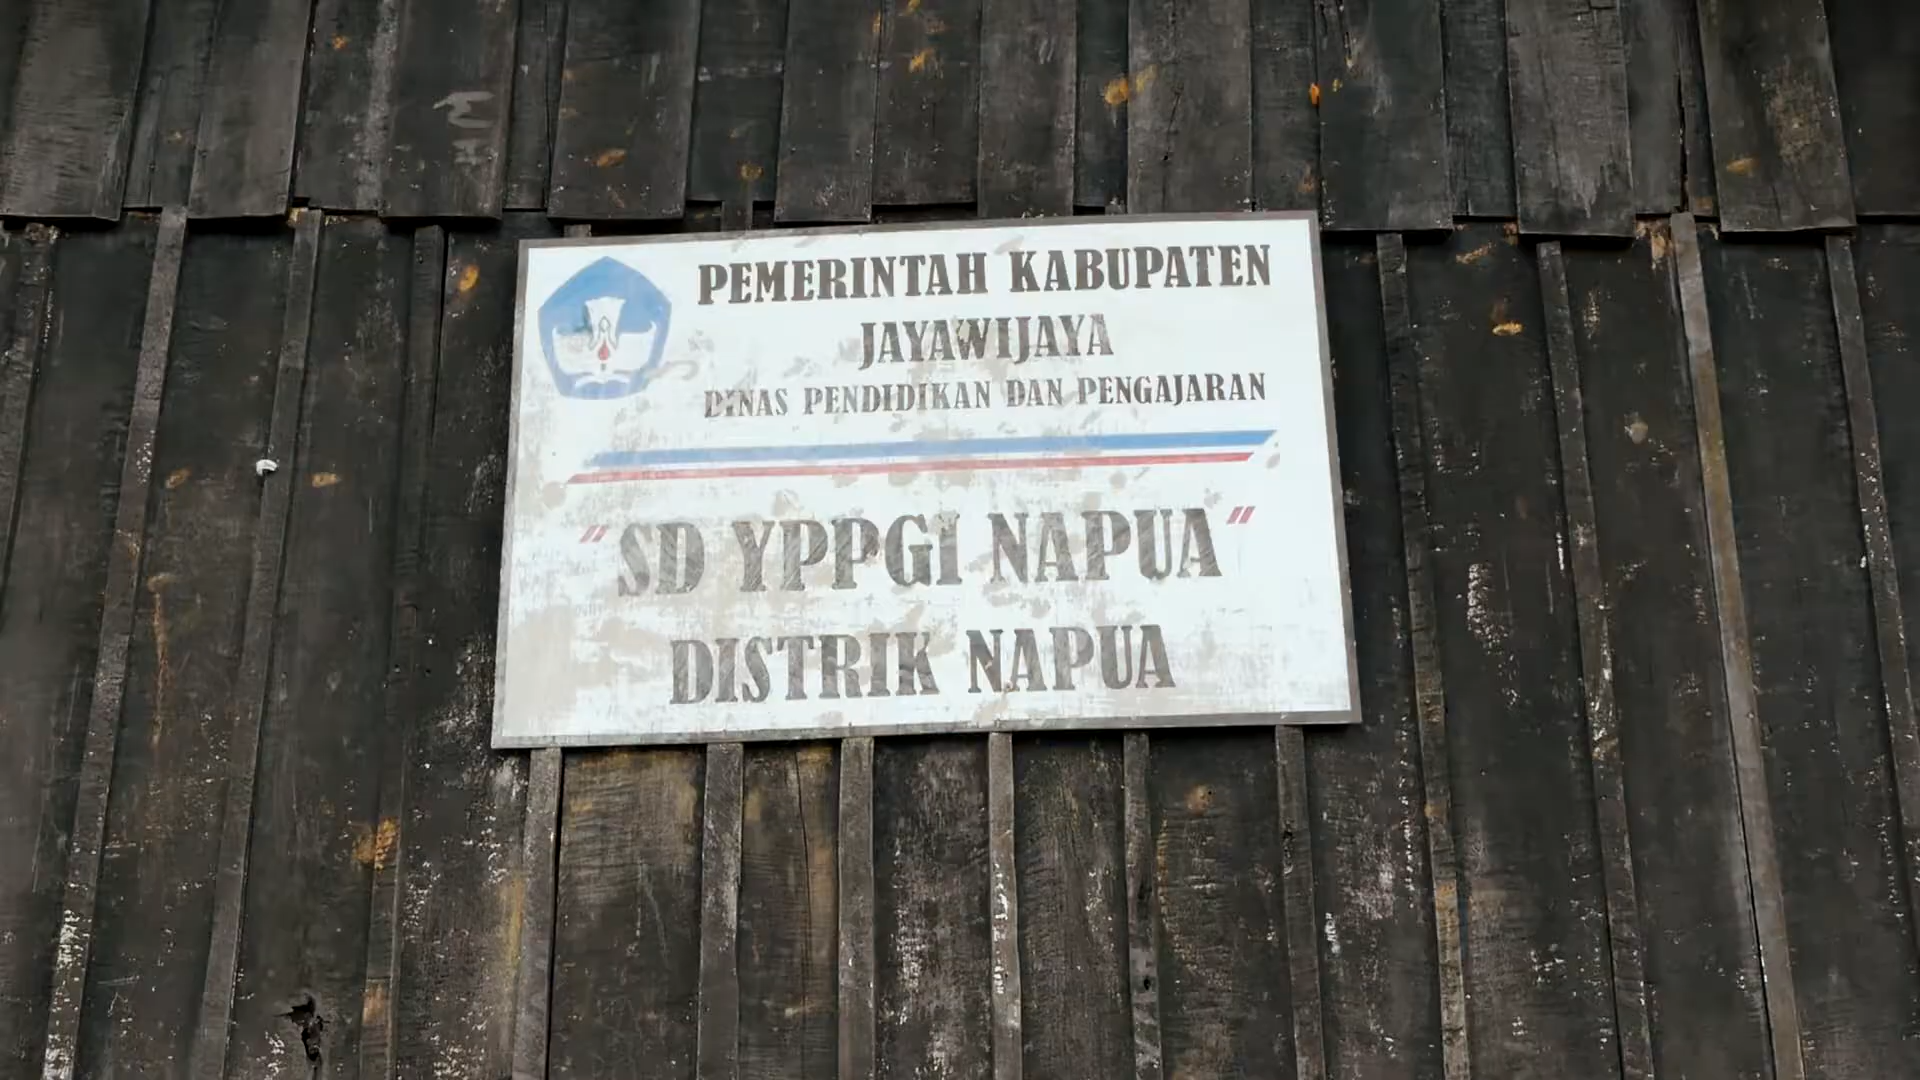 PEMERINTAH KABUPATEN
JAYAWIJAYA
DINAS PENDIDIKAN DAN PENGAJARAN
"SD YPPGI NAPUA"
DISTRIK NAPUA